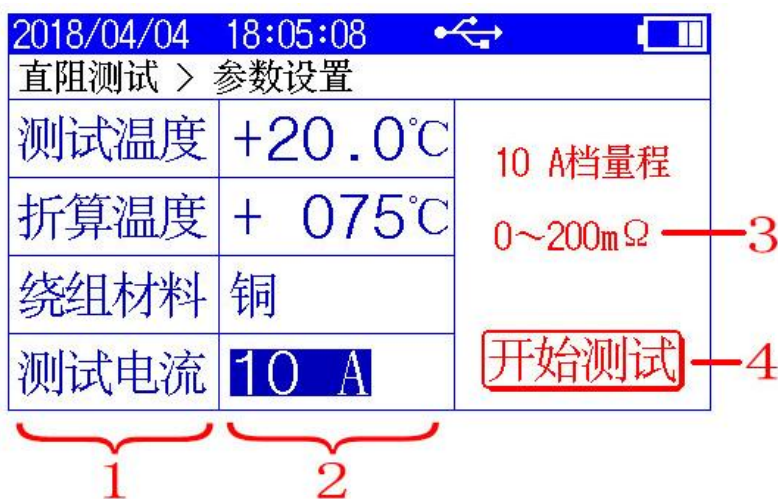 2018/04/04 18:05:08
直阻测试 > 参数设置
测试温度 +20.0℃
折算温度 + 075℃
绕组材料 铜
测试电流 10 A
10 A档量程
0～200mΩ 3
开始测试 4
1 2